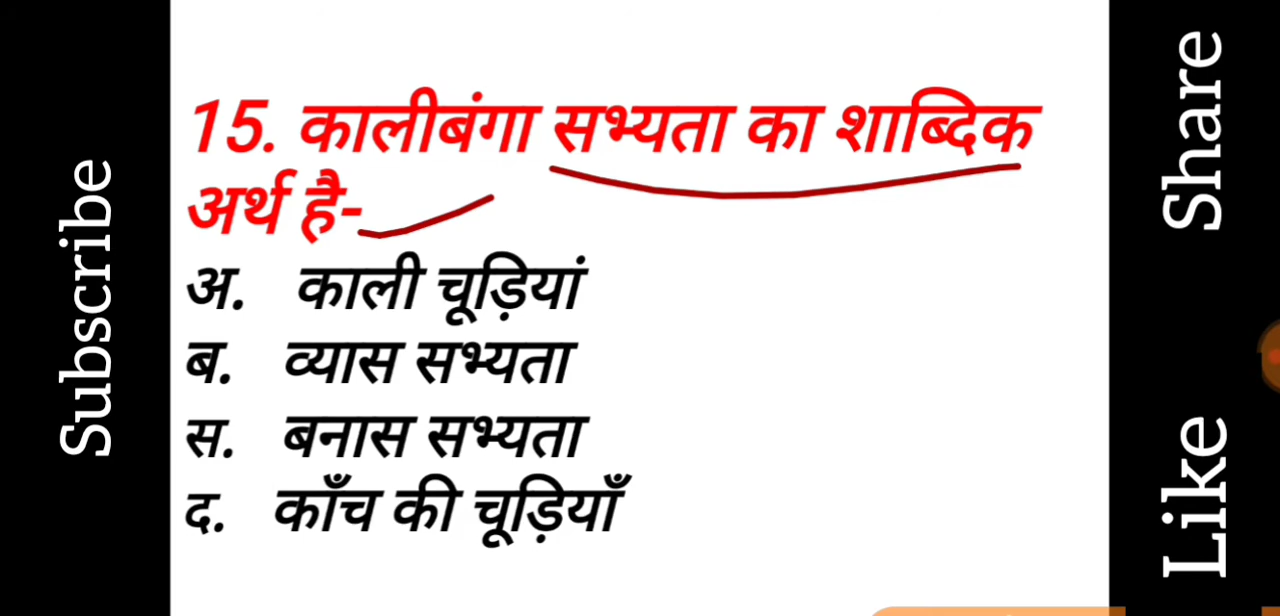 Subscribe
15. कालीबंगा सभ्यता का शाब्दिक
अर्थ है-
अ. काली चूड़ियां
ब. व्यास सभ्यता
स. बनास सभ्यता
द. काँच की चूड़ियाँ
Share
Like